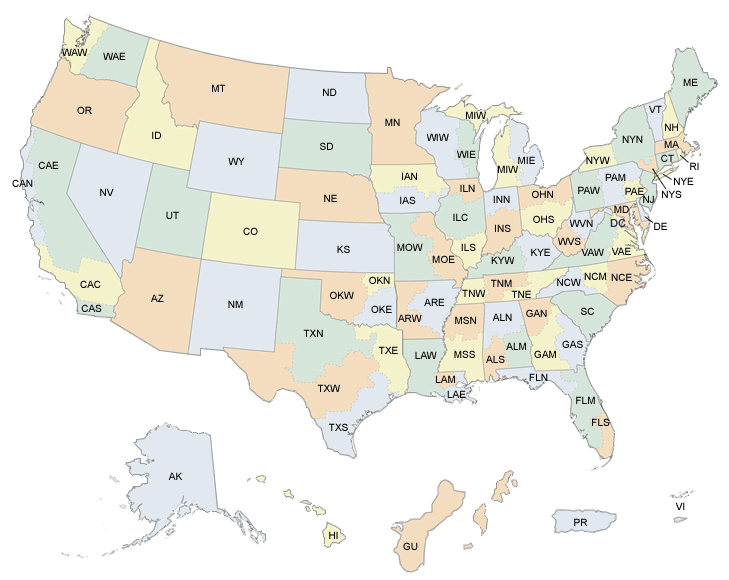 WAW
WAE
MT
ND
MN
OR
ID
WY
SD
WIW
MIW
WIE
MIW
MIE
ME
VT
NH
NYN
MA
CT
RI
NYW
NYE
NYS
CAN
CAE
NV
UT
CO
NE
IAN
IAS
ILN
ILC
ILS
INN
INS
OHN
OHS
PAW
PAM
PAE
NJ
MD
DC
DE
WVN
WVS
VAW
VAE
KS
MOW
MOE
KYW
KYE
CAC
CAS
AZ
NM
OKW
OKN
OKE
ARW
ARE
TNW
TNM
TNE
NCW
NCM
NCE
SC
TXN
TXE
TXW
TXS
LAW
LAM
LAE
MSN
MSS
ALN
ALM
ALS
GAN
GAM
GAS
FLN
FLM
FLS
AK
HI
GU
PR
VI